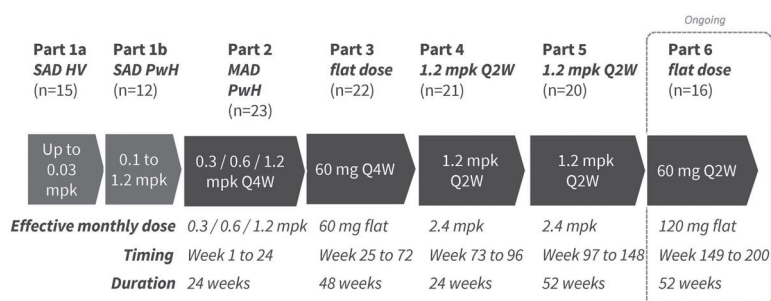 Ongoing
Part 1a Part 1b Part 2 Part 3 Part 4 Part 5 Part 6
SAD HV SAD PwH MAD flat dose 1.2 mpk Q2W 1.2 mpk Q2W flat dose
(n=15) (n=12) PwH (n=22) (n=21) (n=20) (n=16)
(n=23)
Up to 0.1 to 0.3 / 0.6 / 1.2 60 mg Q4W 1.2 mpk 1.2 mpk 60 mg Q2W
0.03 1.2 mpk mpk Q4W Q2W Q2W
mpk
Effective monthly dose 0.3 / 0.6 / 1.2 mpk 60 mg flat 2.4 mpk 2.4 mpk 120 mg flat
Timing Week 1 to 24 Week 25 to 72 Week 73 to 96 Week 97 to 148 Week 149 to 200
Duration 24 weeks 48 weeks 24 weeks 52 weeks 52 weeks